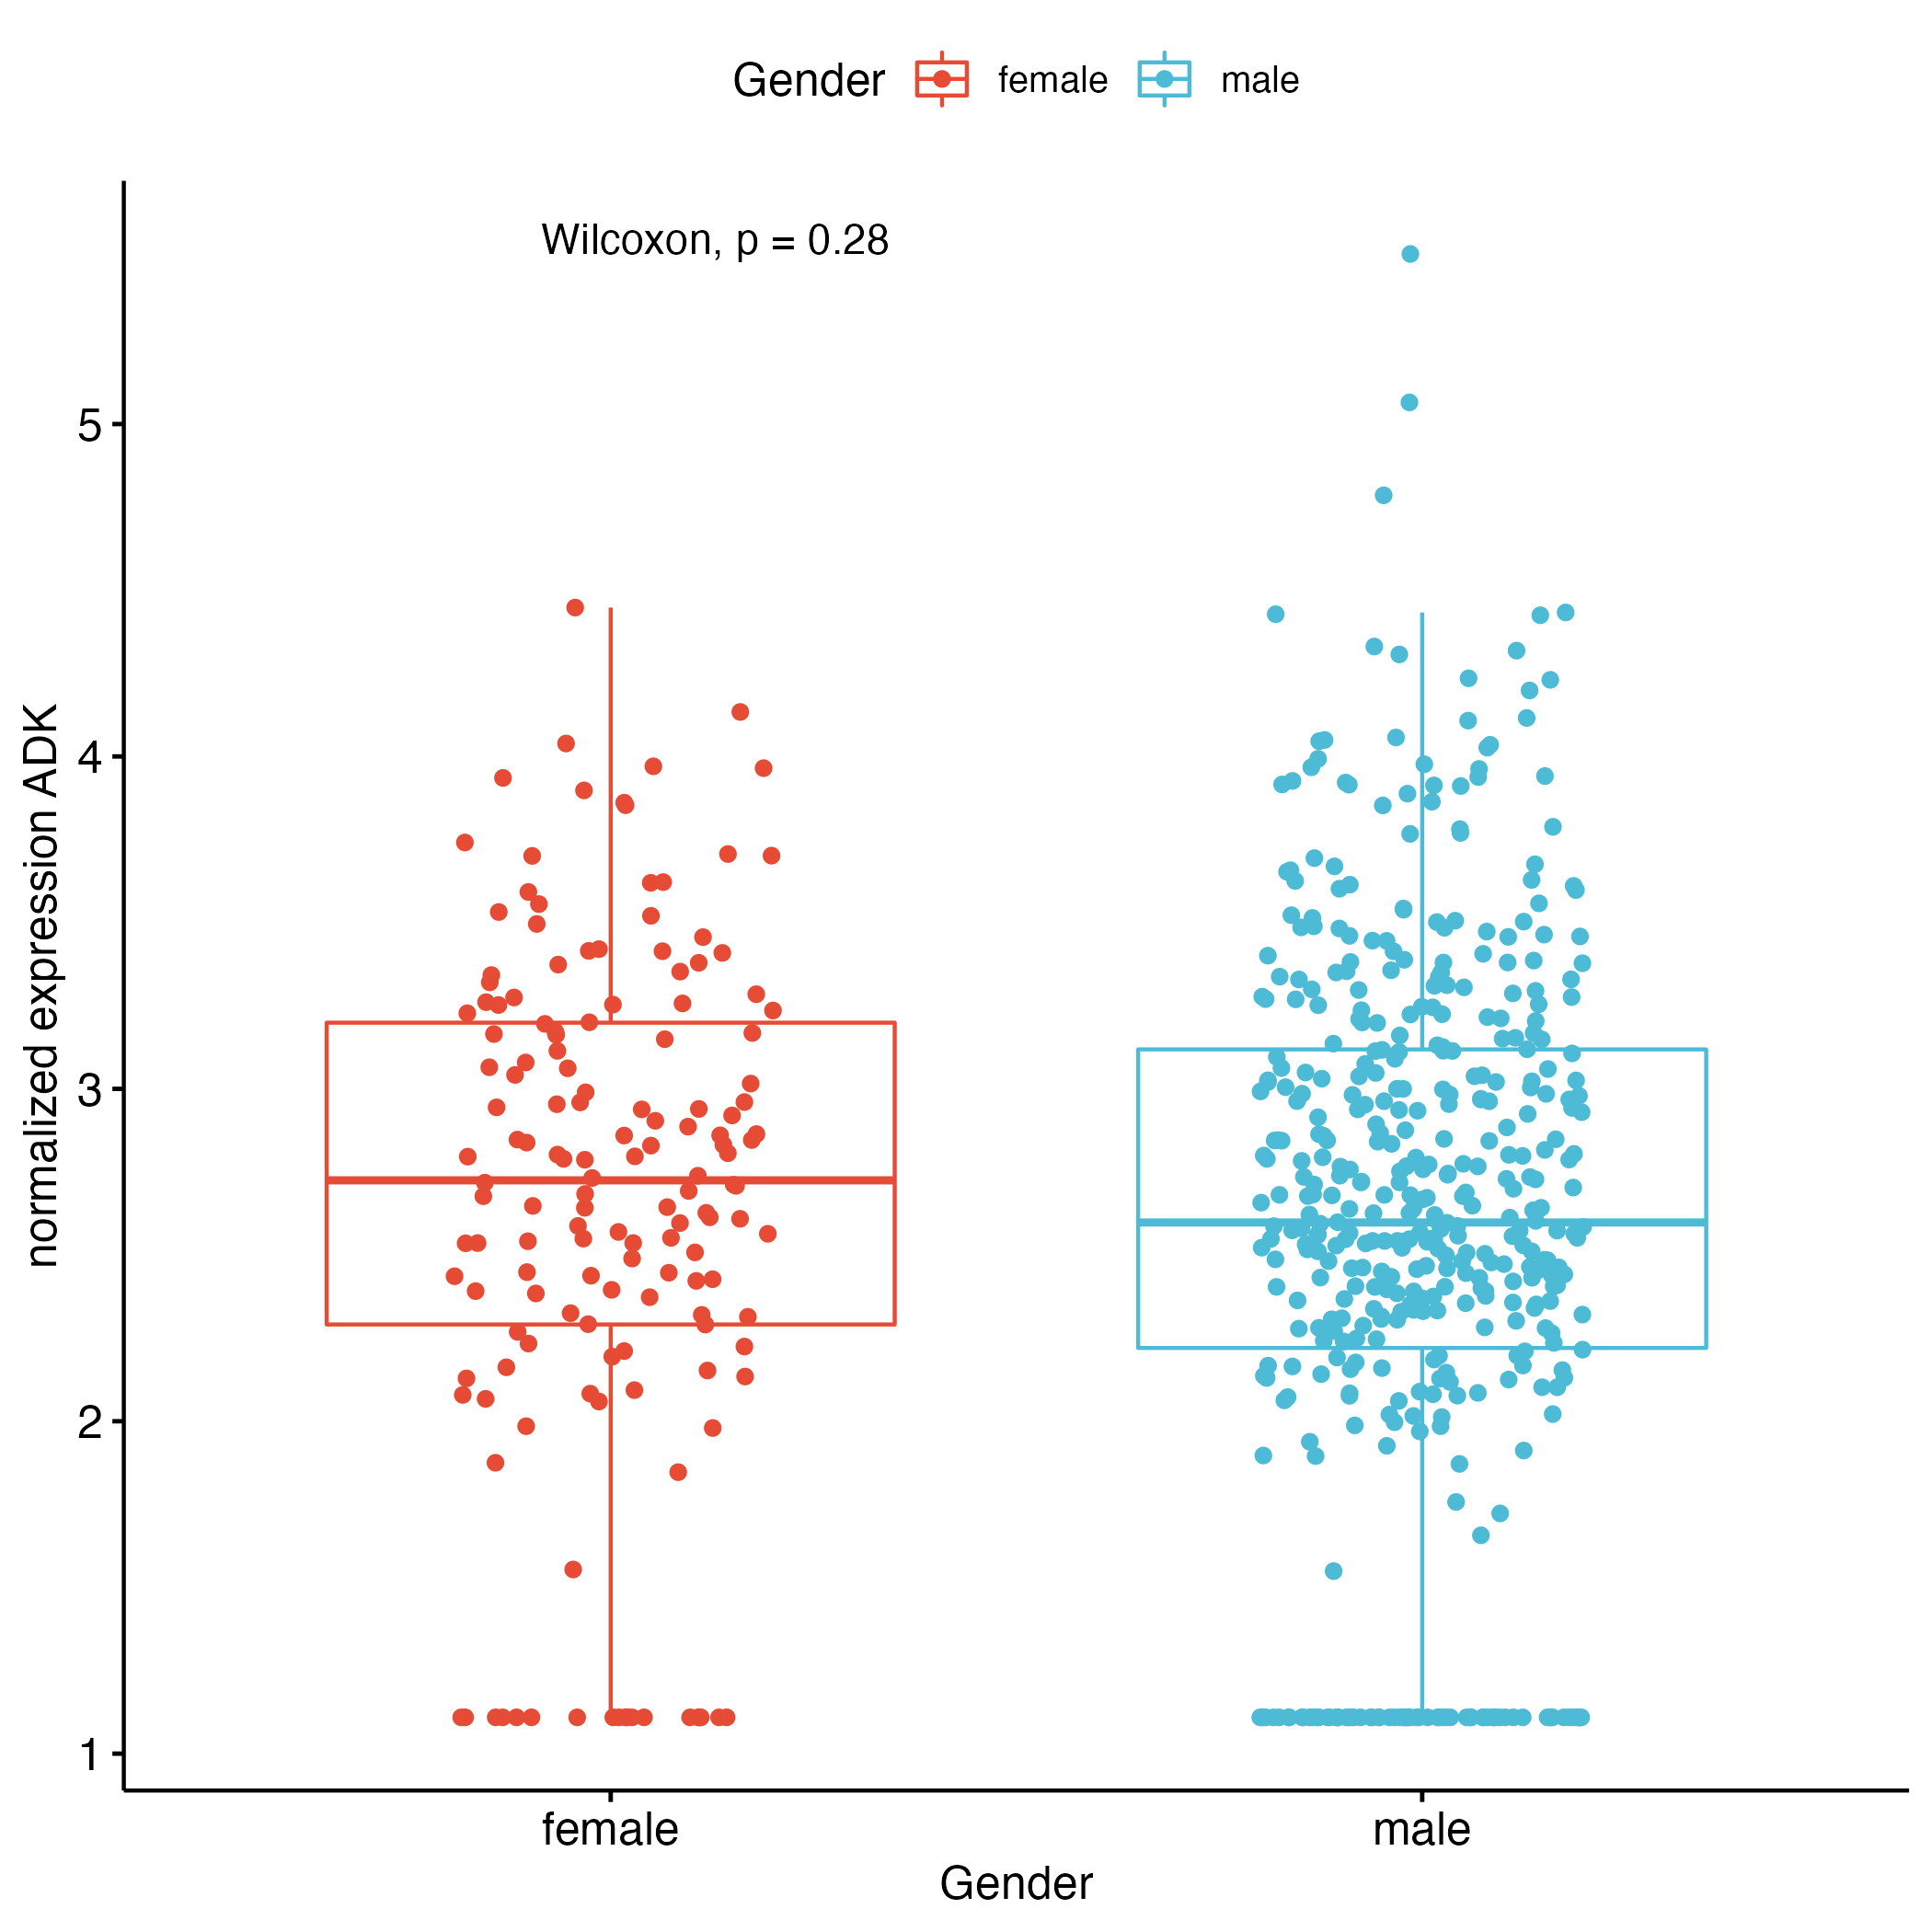 Gender female male
Wilcoxon, p = 0.28
normalized expression ADK
5
4
3
2
1
female male
Gender